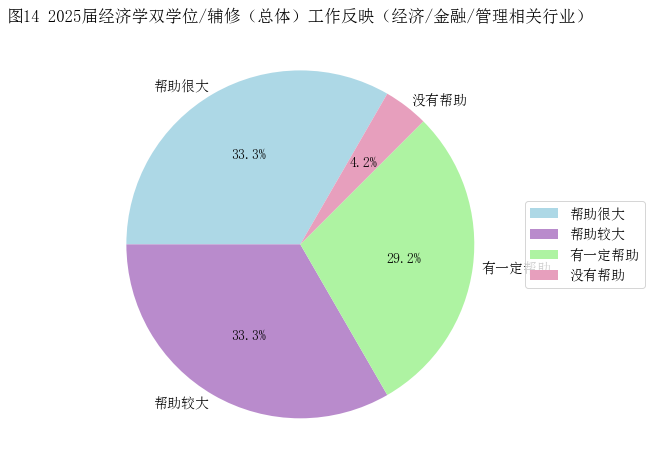 图14 2025届经济学双学位/辅修（总体）工作反映（经济/金融/管理相关行业）
帮助很大
没有帮助
33.3%
4.2%
29.2%
有一定帮助
33.3%
帮助较大
帮助很大
帮助较大
有一定帮助
没有帮助